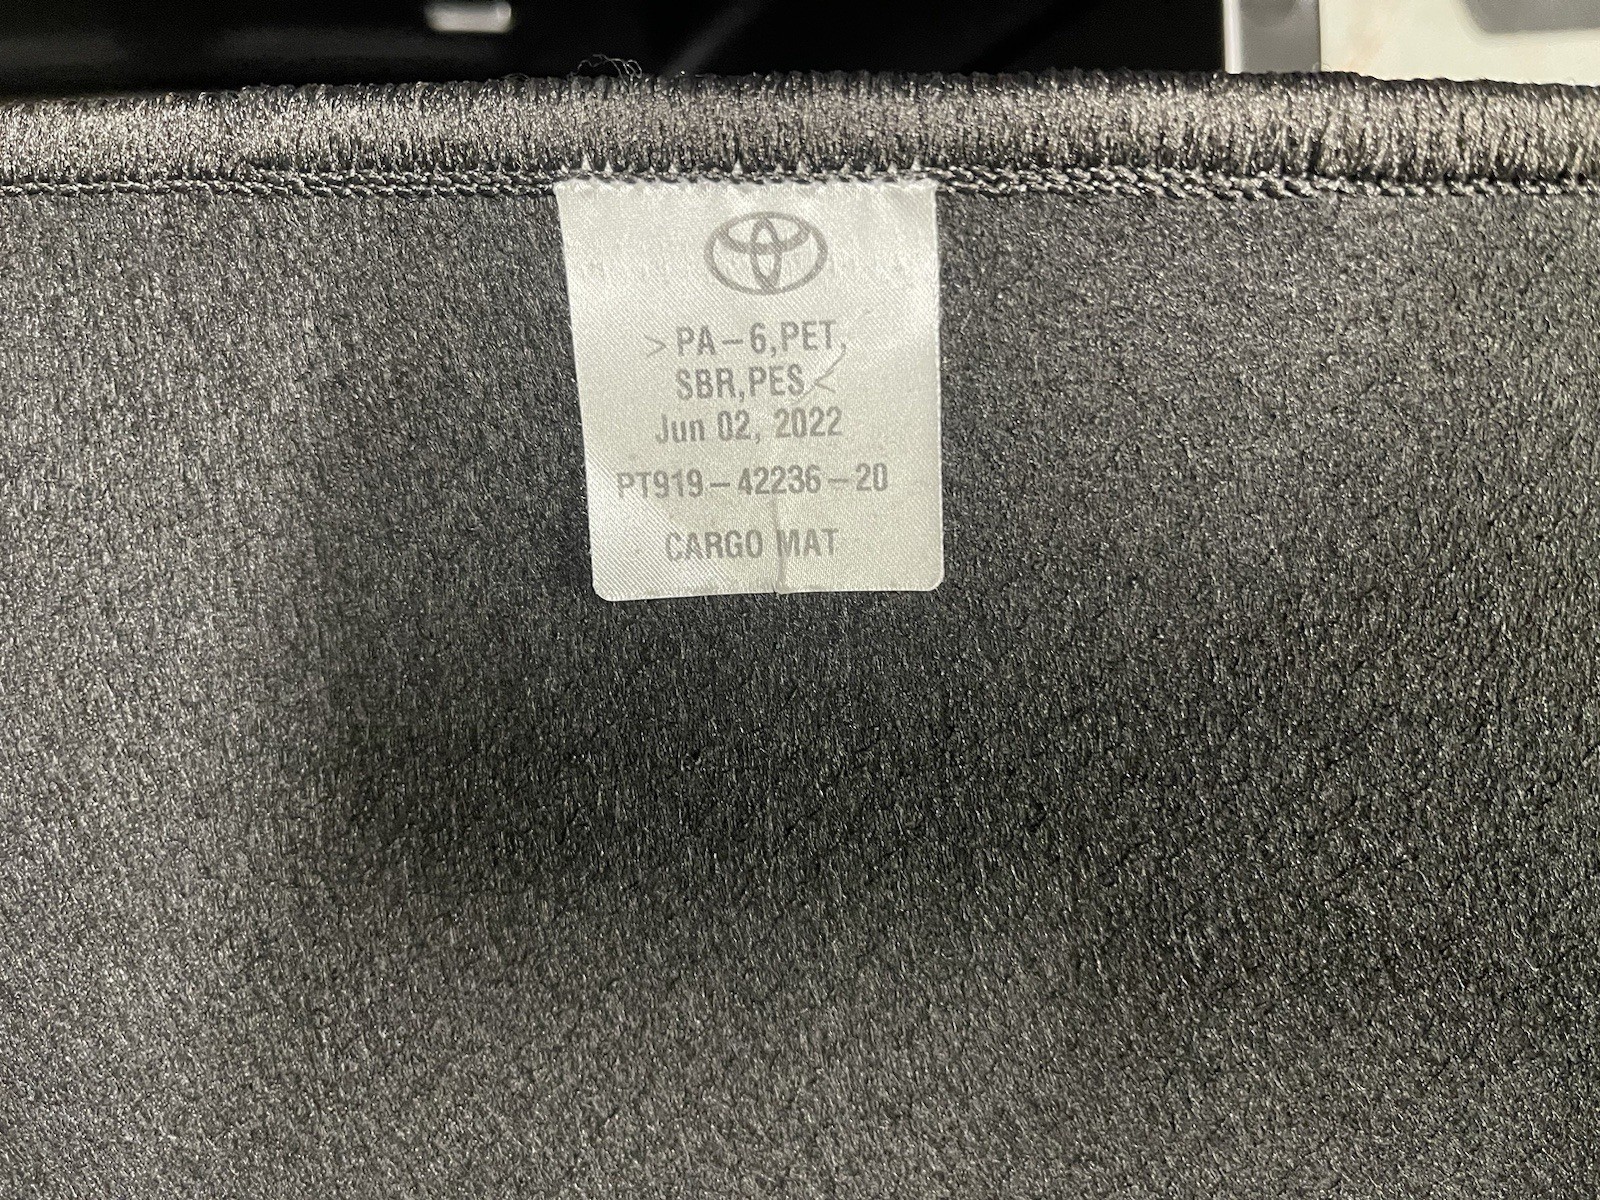 >PA-6,PET,
SBR,PES<
Jun 02, 2022
PT919-42236-20
CARGO MAT